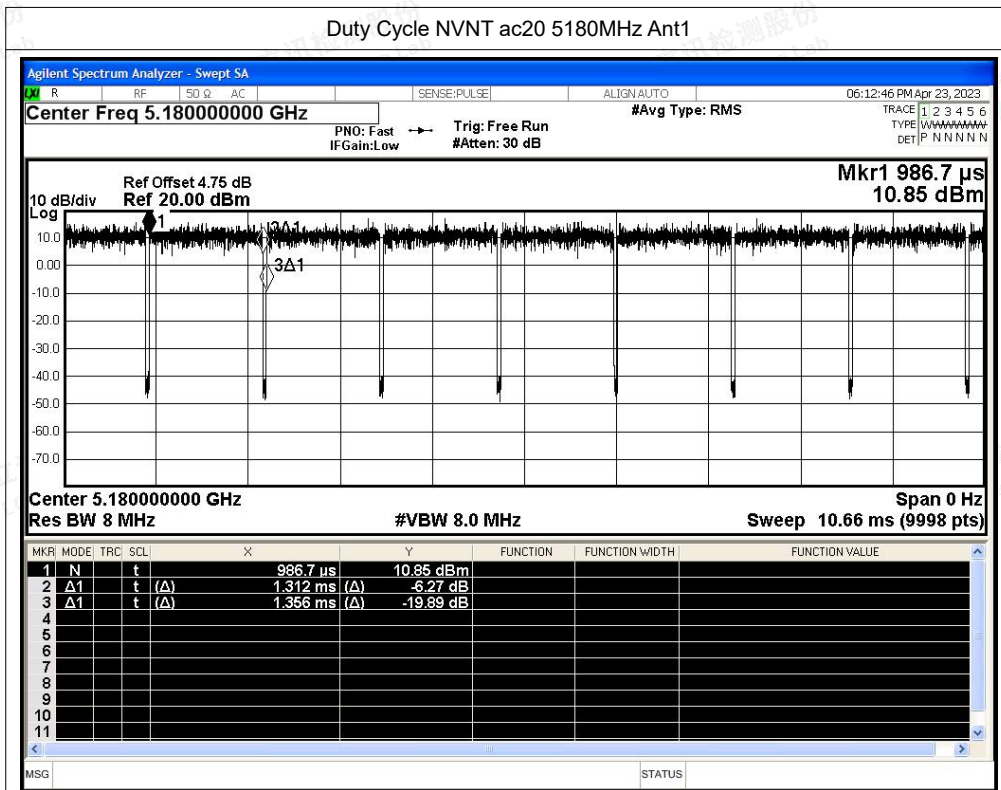 Duty Cycle NVNT ac20 5180MHz Ant1
Agilent Spectrum Analyzer - Swept SA
LXI R RF 50 Ω AC SENSE:PULSE ALIGN AUTO 06:12:46 PM Apr 23, 2023
Center Freq 5.180000000 GHz #Avg Type: RMS TRACE 1 2 3 4 5 6
PNO: Fast Trig: Free Run TYPE WWWWWW
IFGain:Low #Atten: 30 dB DET P N N N N N
Mkr1 986.7 µs
Ref Offset 4.75 dB
10 dB/div Ref 20.00 dBm 10.85 dBm
Log
1
10.0
2Δ1
0.00
3Δ1
-10.0
-20.0
-30.0
-40.0
-50.0
-60.0
-70.0
Center 5.180000000 GHz Span 0 Hz
Res BW 8 MHz #VBW 8.0 MHz Sweep 10.66 ms (9998 pts)
MKR MODE TRC SCL X Y FUNCTION FUNCTION WIDTH FUNCTION VALUE
1 N t 986.7 µs 10.85 dBm
2 Δ1 t (Δ) 1.312 ms (Δ) -6.27 dB
3 Δ1 t (Δ) 1.356 ms (Δ) -19.89 dB
4
5
6
7
8
9
10
11
MSG STATUS